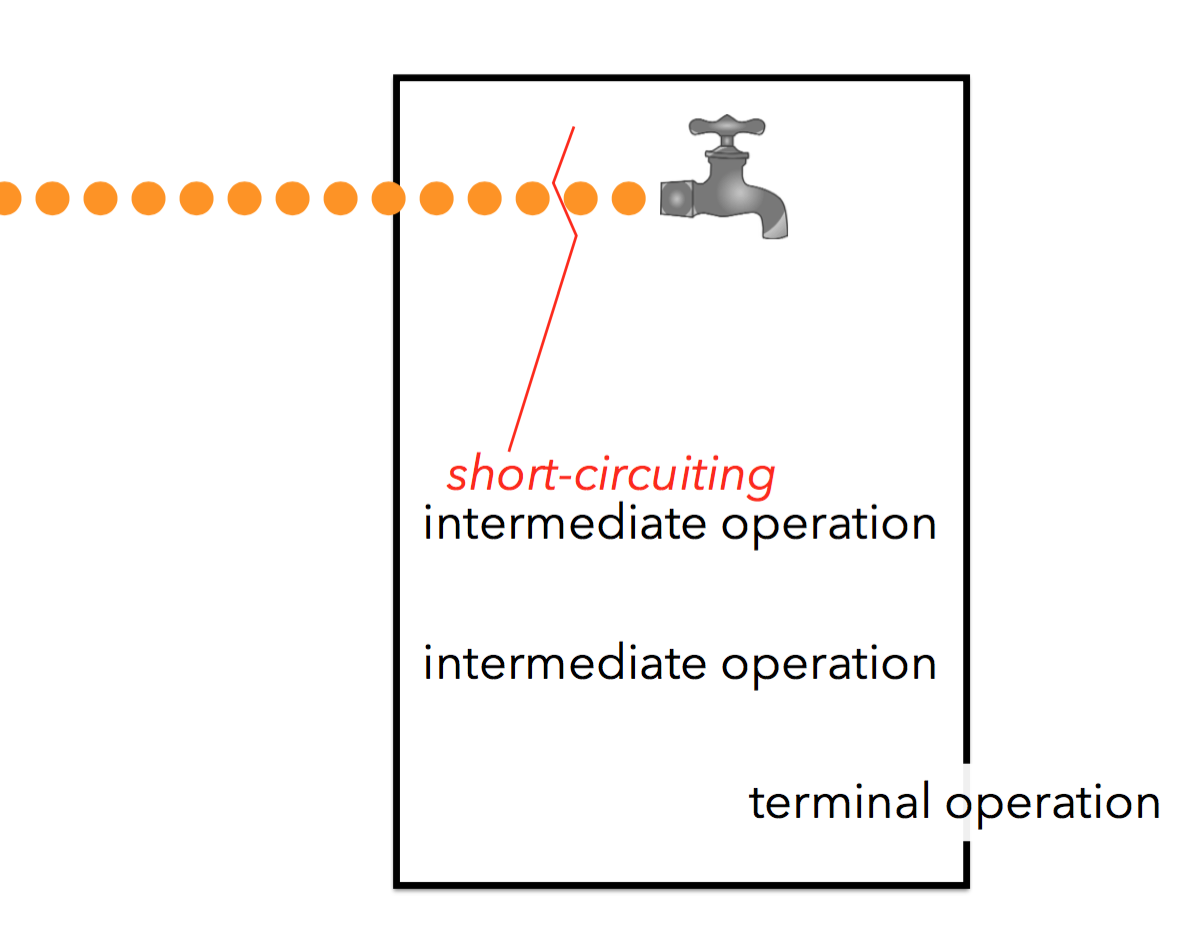 short-circuiting
intermediate operation
intermediate operation
terminal operation